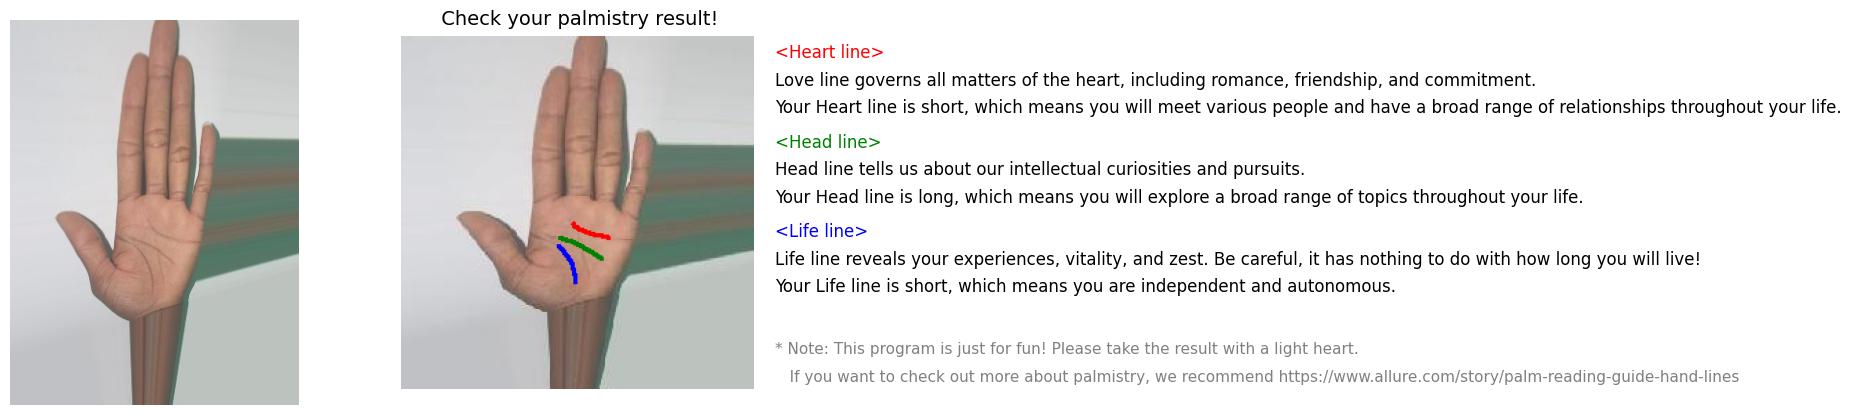 Check your palmistry result!
<Heart line>
Love line governs all matters of the heart, including romance, friendship, and commitment.
Your Heart line is short, which means you will meet various people and have a broad range of relationships throughout your life.
<Head line>
Head line tells us about our intellectual curiosities and pursuits.
Your Head line is long, which means you will explore a broad range of topics throughout your life.
<Life line>
Life line reveals your experiences, vitality, and zest. Be careful, it has nothing to do with how long you will live!
Your Life line is short, which means you are independent and autonomous.
* Note: This program is just for fun! Please take the result with a light heart.
If you want to check out more about palmistry, we recommend https://www.allure.com/story/palm-reading-guide-hand-lines